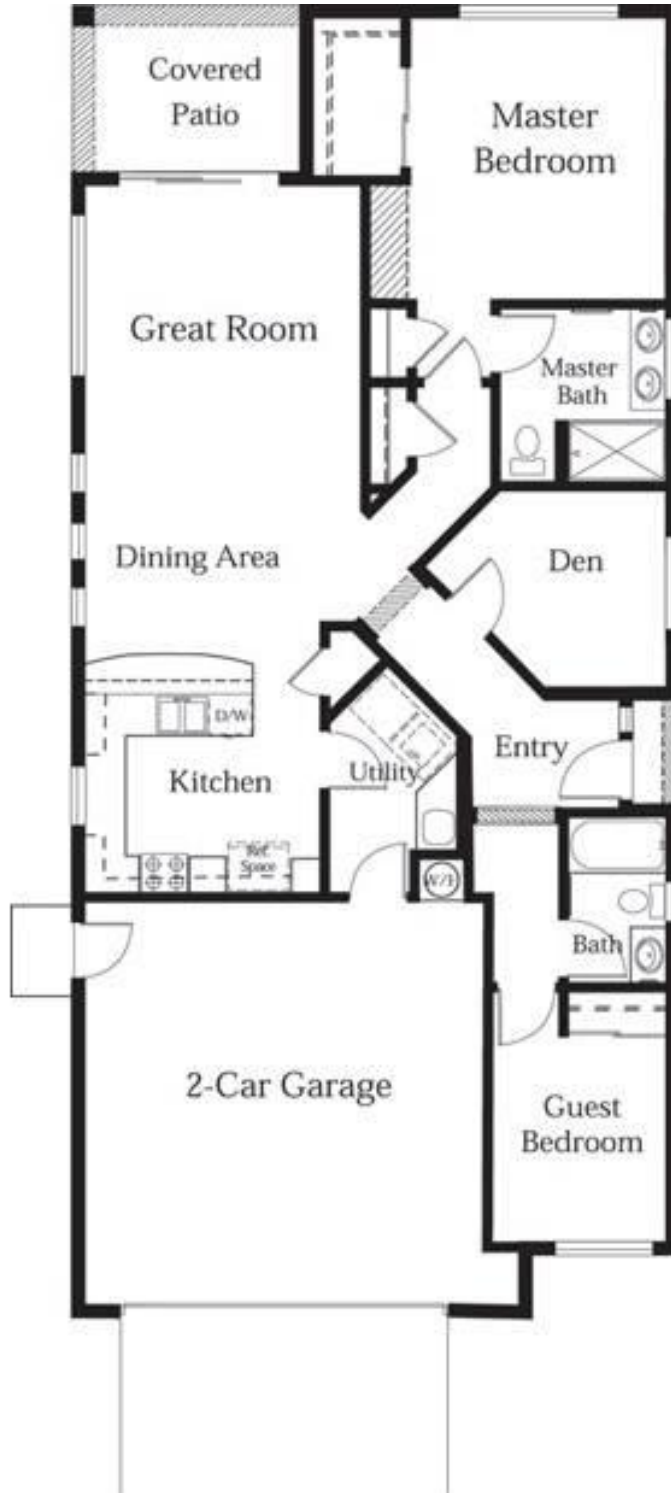 Covered
Patio
Master
Bedroom
Great Room
Master
Bath
Dining Area
Den
D/W
Kitchen
Utility
Entry
Ref.
Space
Bath
2-Car Garage
Guest
Bedroom